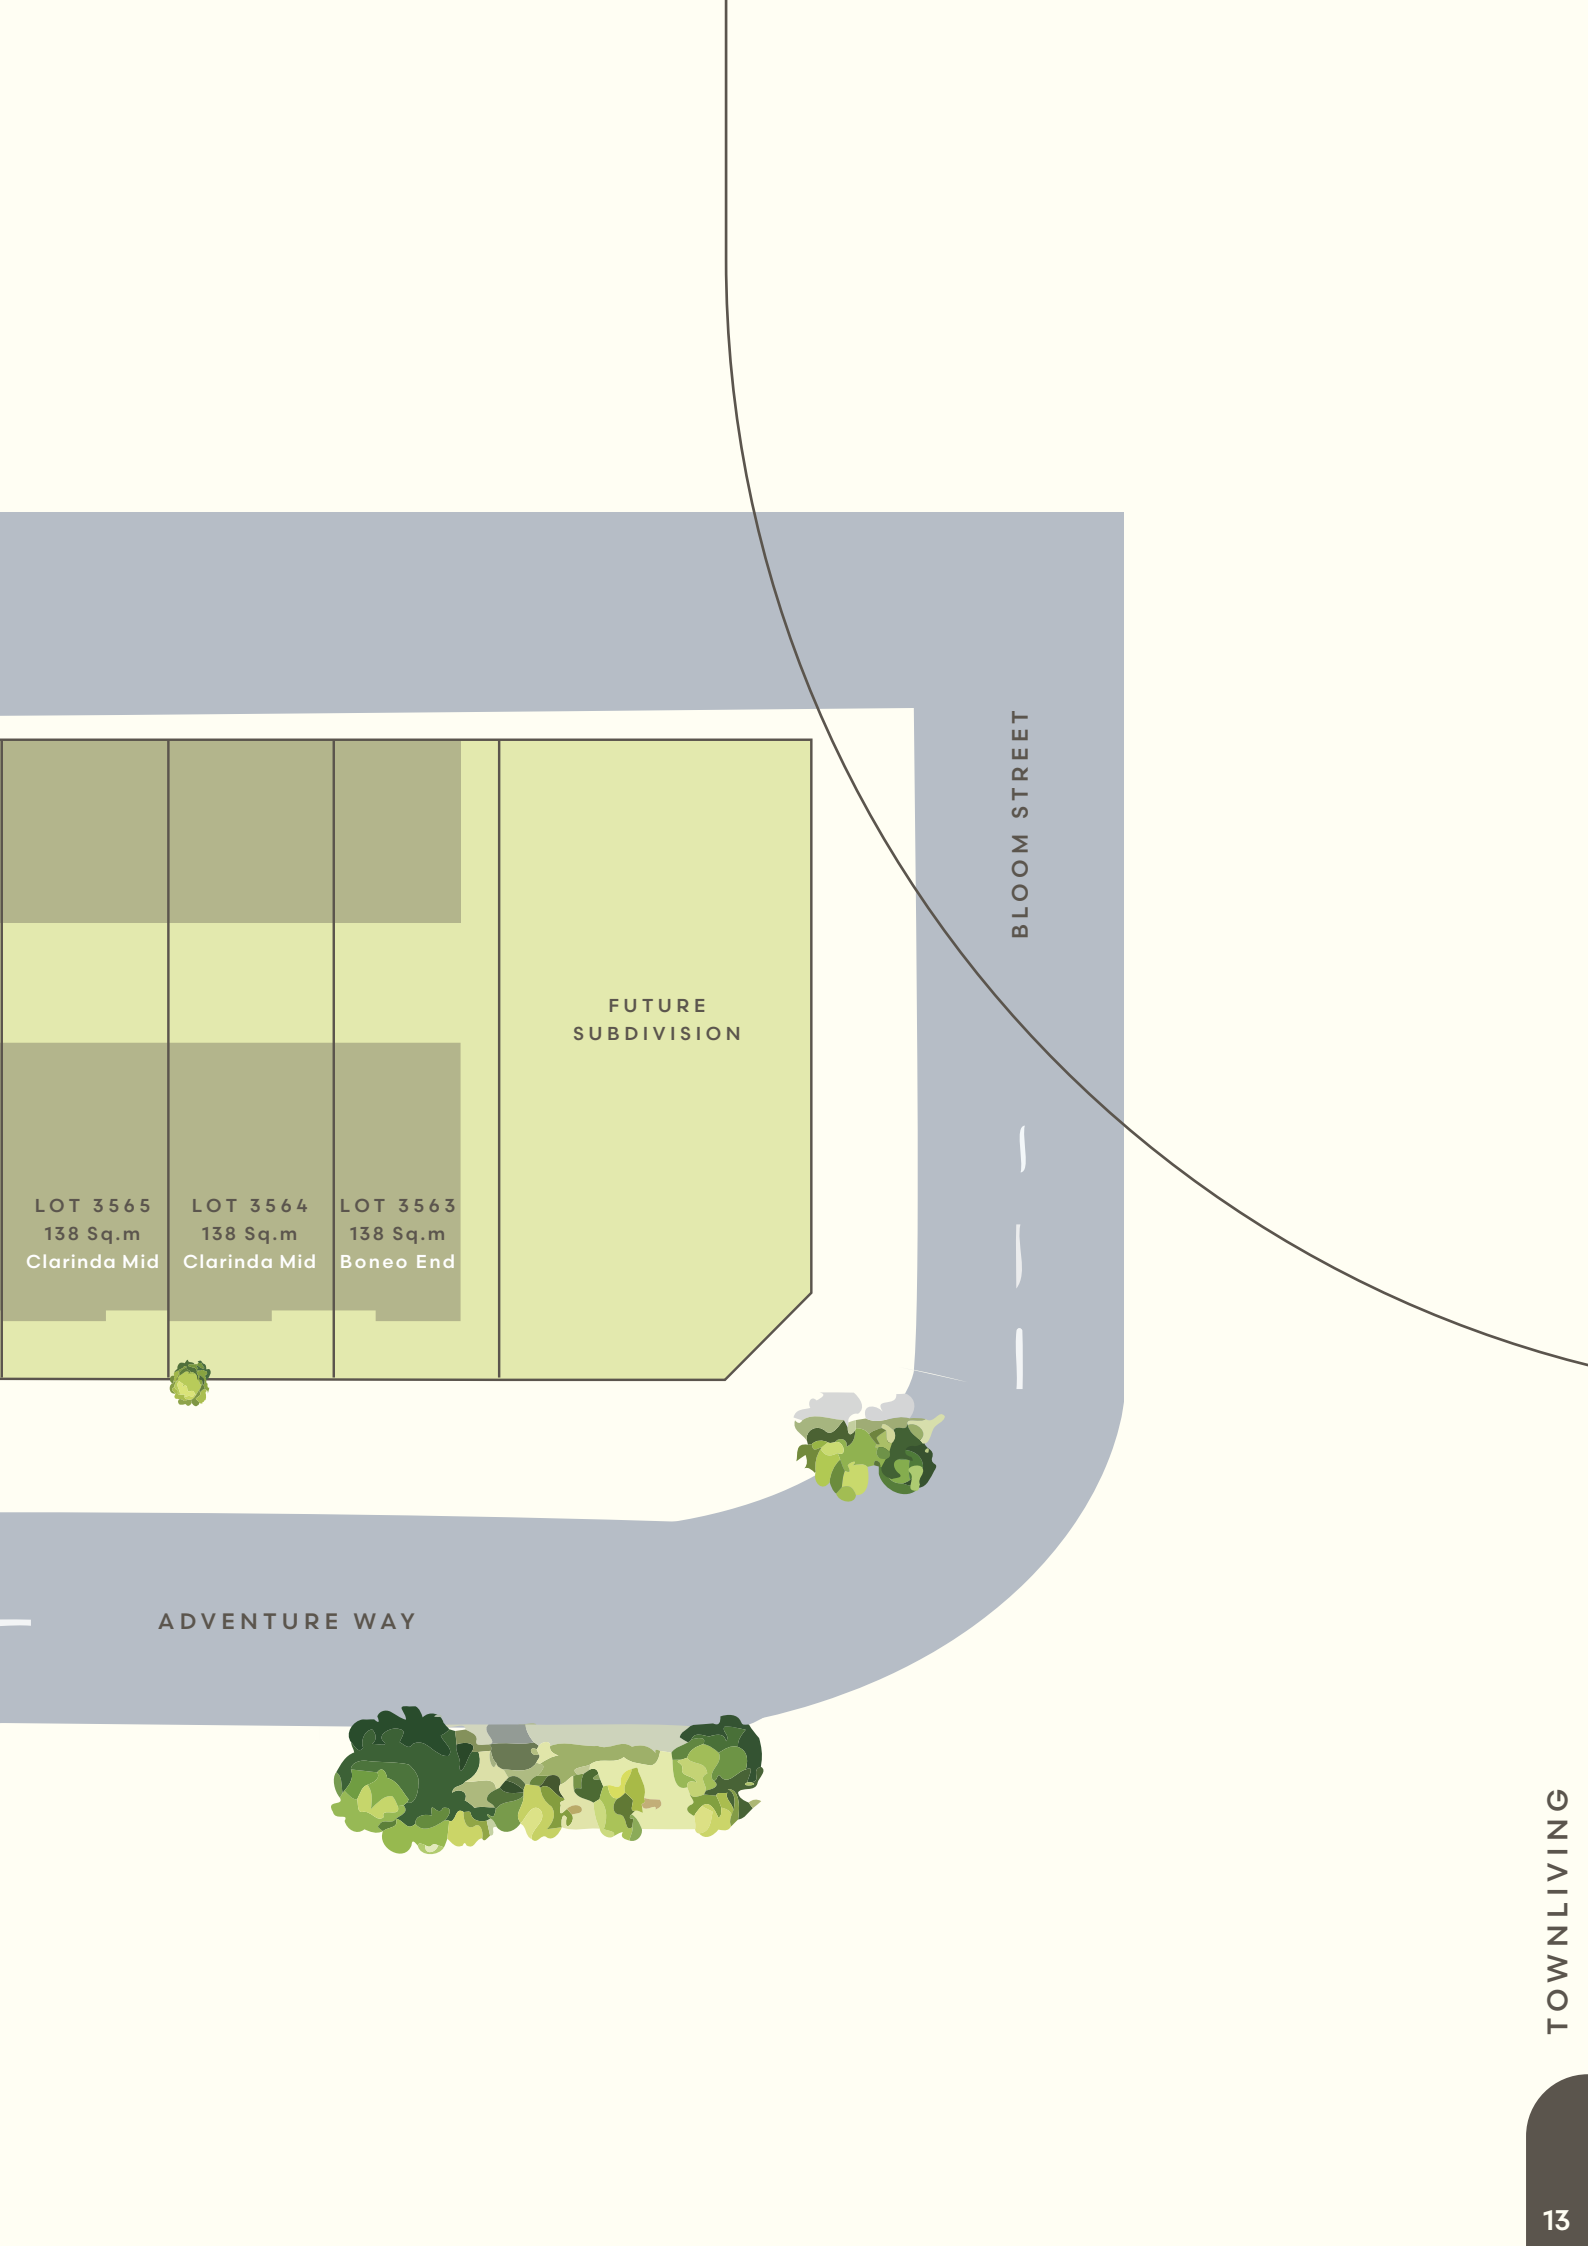 BLOOM STREET
FUTURE
SUBDIVISION
LOT 3565
138 Sq.m
Clarinda Mid
LOT 3564
138 Sq.m
Clarinda Mid
LOT 3563
138 Sq.m
Boneo End
ADVENTURE WAY
TOWNLIVING
13